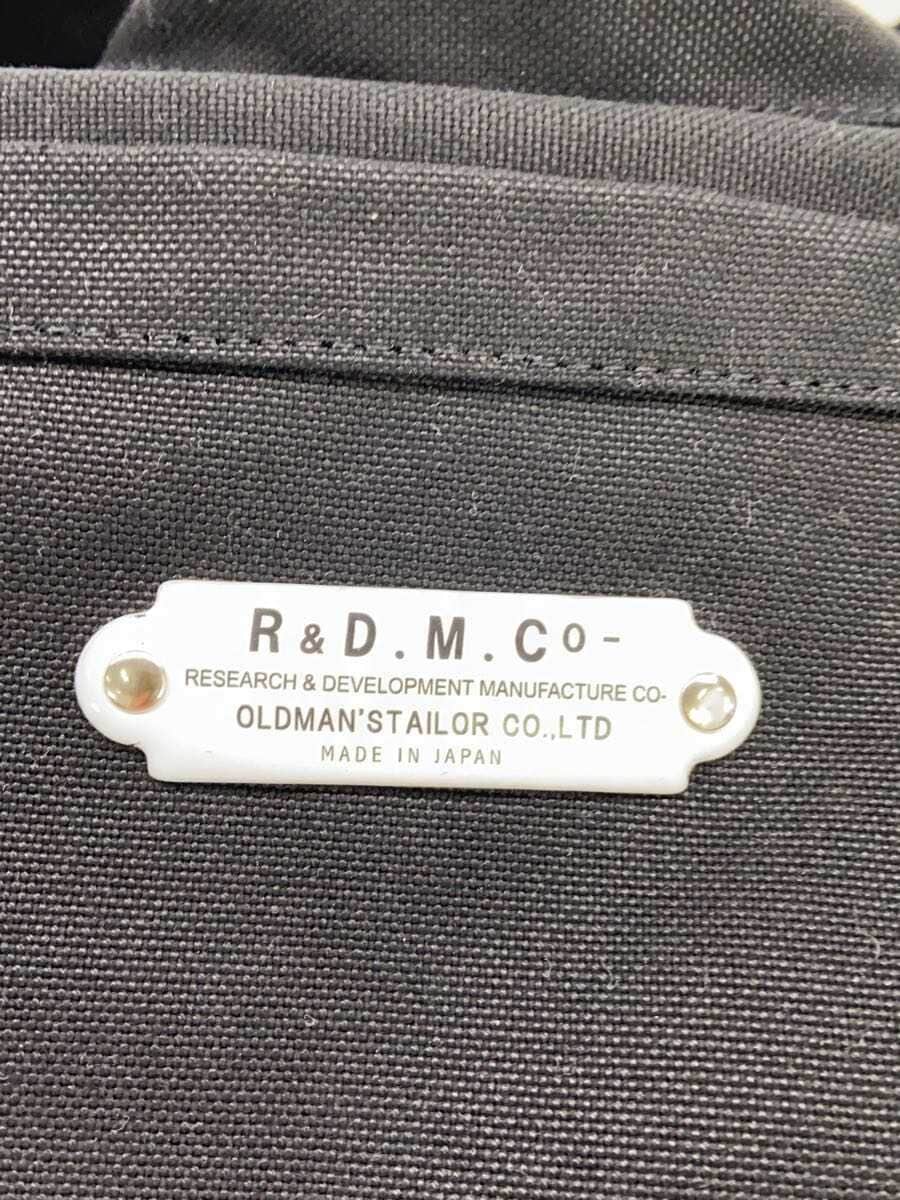 R & D . M . Co -
RESEARCH & DEVELOPMENT MANUFACTURE CO-
OLDMAN'STAILOR CO.,LTD
MADE IN JAPAN